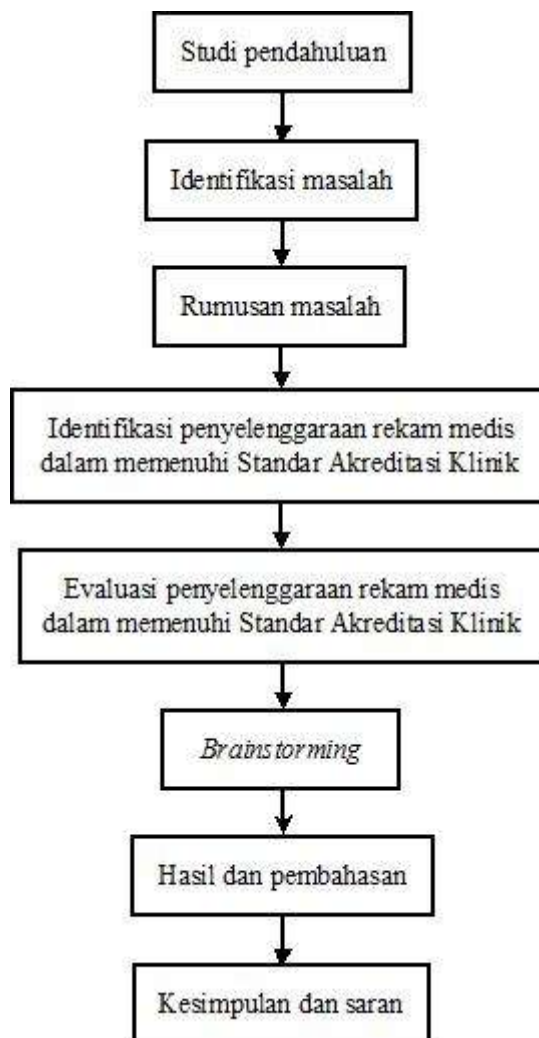 Studi pendahuluan
Identifikasi masalah
Rumusan masalah
Identifikasi penyelenggaraan rekam medis
dalam memenuhi Standar Akreditasi Klinik
Evaluasi penyelenggaraan rekam medis
dalam memenuhi Standar Akreditasi Klinik
Brainstorming
Hasil dan pembahasan
Kesimpulan dan saran